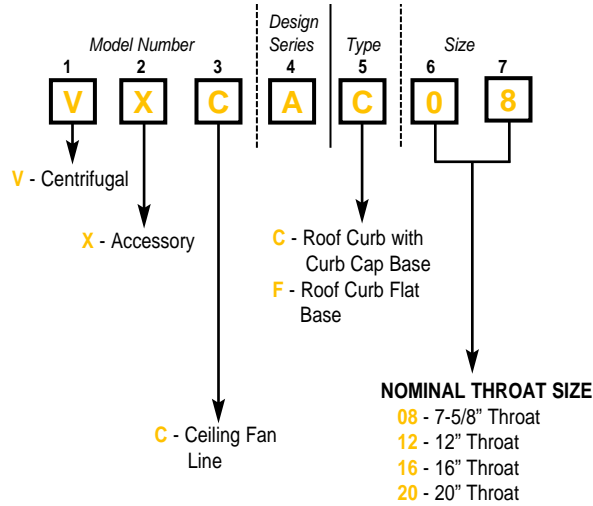 Design
Model Number Series Type Size
1 2 3 4 5 6 7
V X C A C 0 8
V - Centrifugal
X - Accessory
C - Roof Curb with
Curb Cap Base
F - Roof Curb Flat
Base
C - Ceiling Fan
Line
NOMINAL THROAT SIZE
08 - 7-5/8” Throat
12 - 12” Throat
16 - 16” Throat
20 - 20” Throat